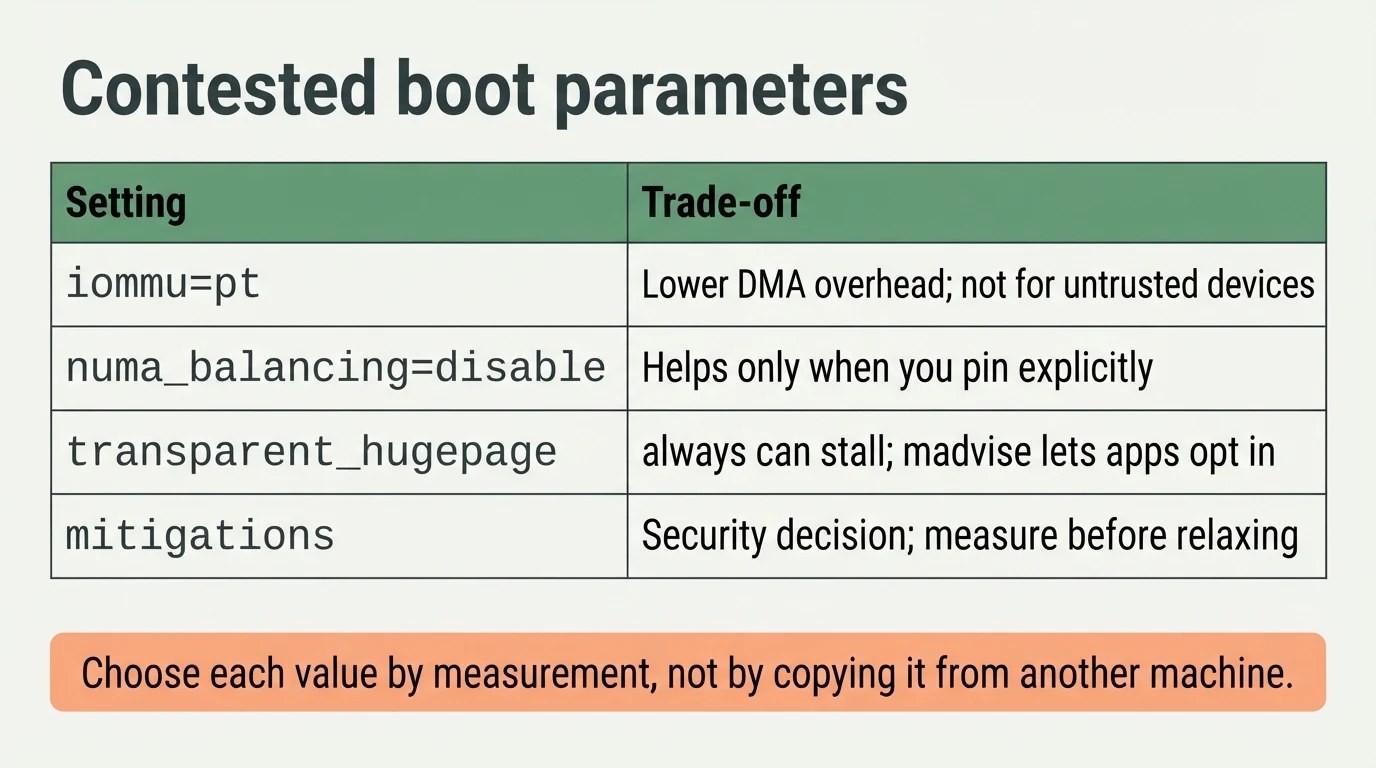 Contested boot parameters
Setting
Trade-off
iommu=pt
Lower DMA overhead; not for untrusted devices
numa_balancing=disable
Helps only when you pin explicitly
transparent_hugepage
always can stall; madvise lets apps opt in
mitigations
Security decision; measure before relaxing
Choose each value by measurement, not by copying it from another machine.